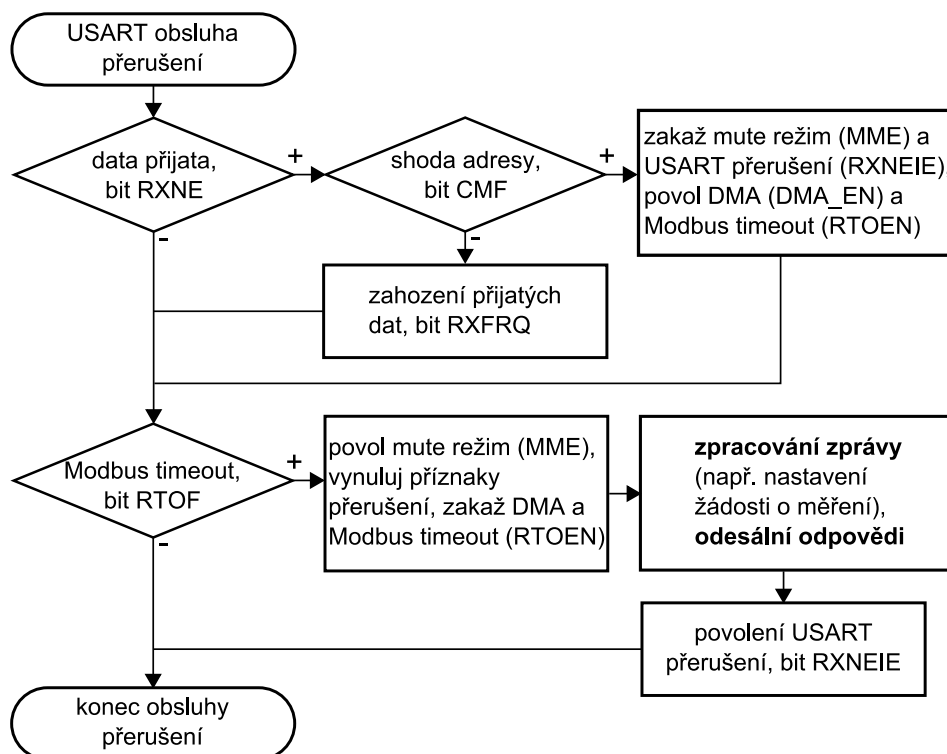 USART obsluha
přerušení
data přijata,
bit RXNE
+
-
shoda adresy,
bit CMF
+
-
zakaž mute režim (MME) a
USART přerušení (RXNEIE),
povol DMA (DMA_EN) a
Modbus timeout (RTOEN)
zahození přijatých
dat, bit RXFRQ
Modbus timeout,
bit RTOF
+
-
povol mute režim (MME),
vynuluj příznaky
přerušení, zakaž DMA a
Modbus timeout (RTOEN)
zpracování zprávy
(např. nastavení
žádosti o měření),
odesální odpovědi
povolení USART
přerušení, bit RXNEIE
konec obsluhy
přerušení